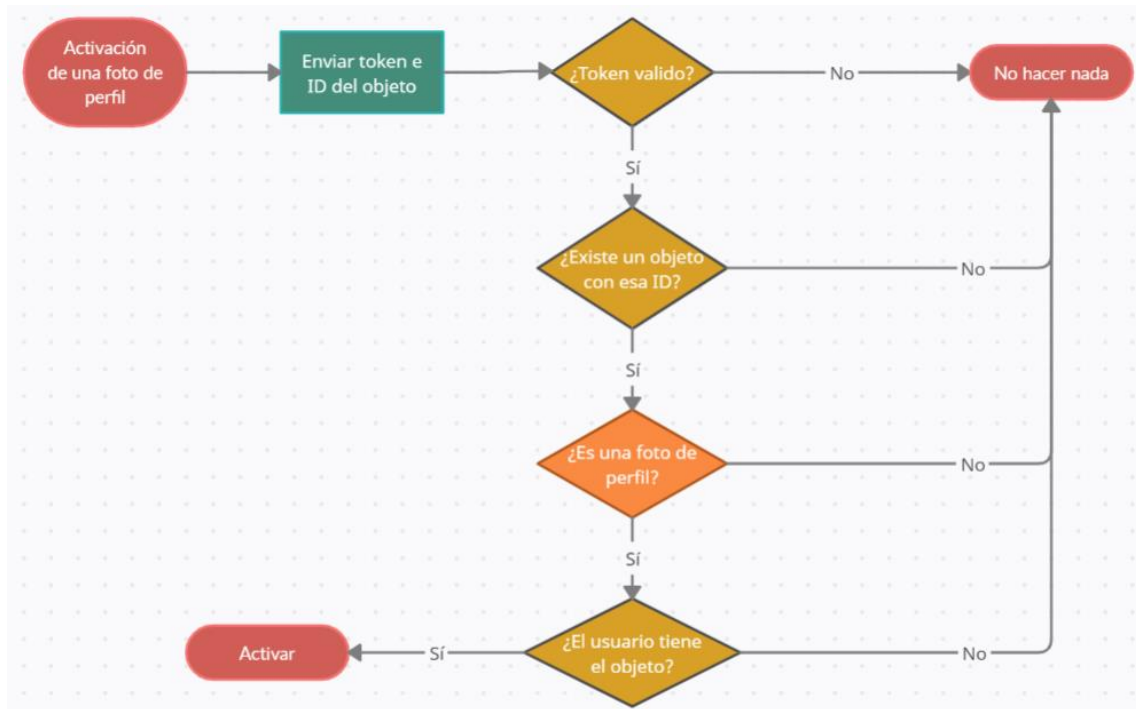 Activación
de una foto de
perfil
Enviar token e
ID del objeto
¿Token valido?
No
No hacer nada
Sí
¿Existe un objeto
con esa ID?
No
Sí
¿Es una foto de
perfil?
No
Sí
¿El usuario tiene
el objeto?
No
Sí
Activar